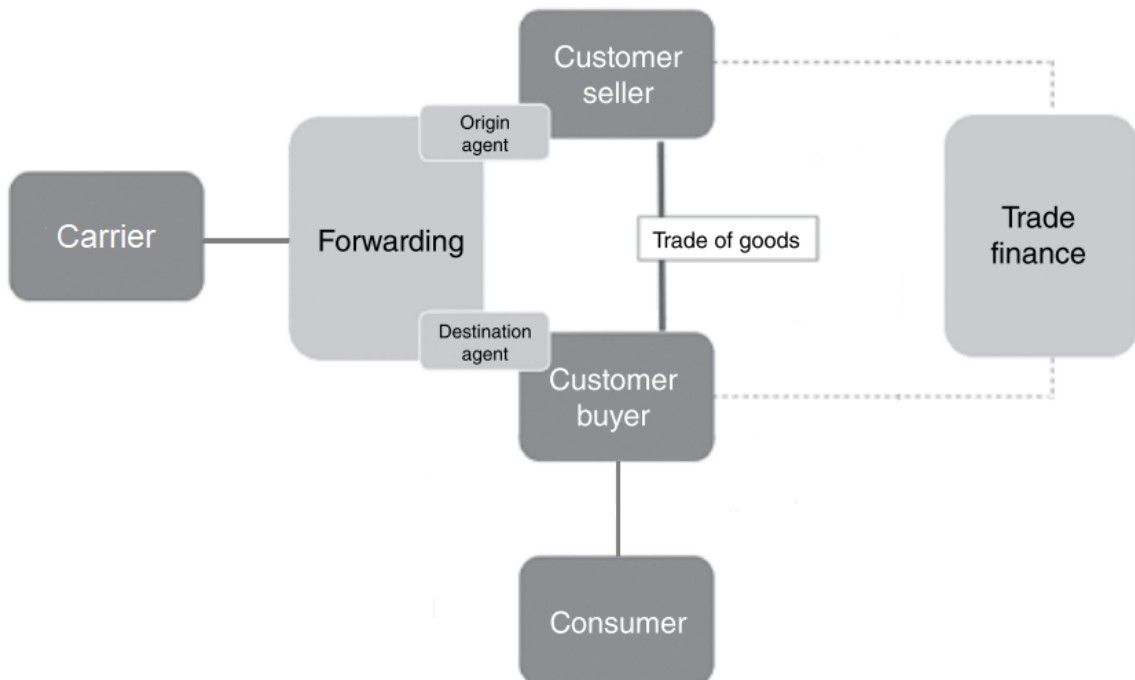 Customer
seller
Origin
agent
Carrier
Forwarding
Trade of goods
Trade
finance
Destination
agent
Customer
buyer
Consumer